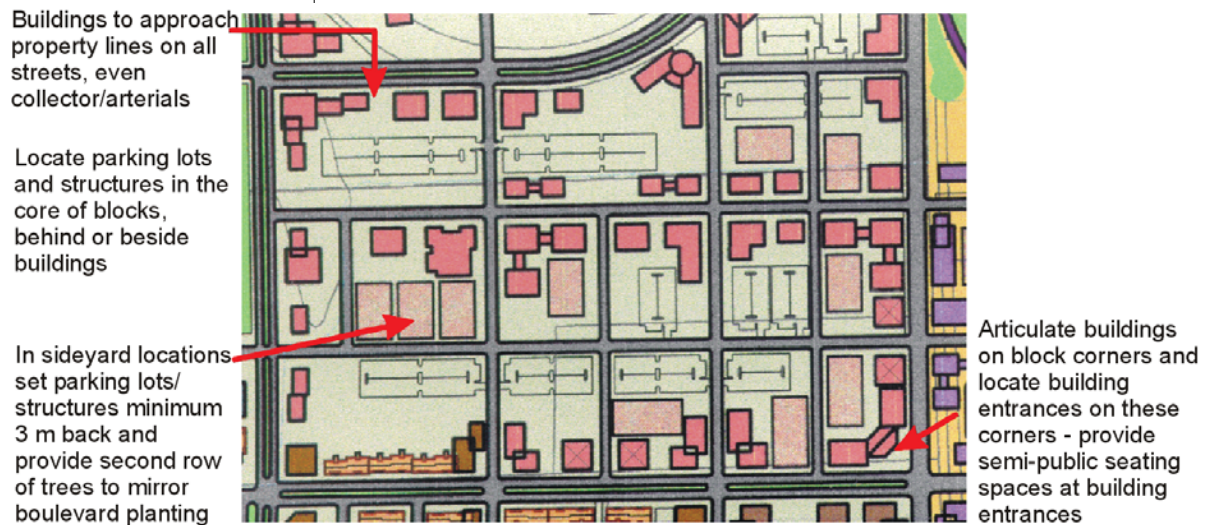 Buildings to approach
property lines on all
streets, even
collector/arterials
Locate parking lots
and structures in the
core of blocks,
behind or beside
buildings
In sideyard locations
set parking lots/
structures minimum
3 m back and
provide second row
of trees to mirror
boulevard planting
Articulate buildings
on block corners and
locate building
entrances on these
corners - provide
semi-public seating
spaces at building
entrances